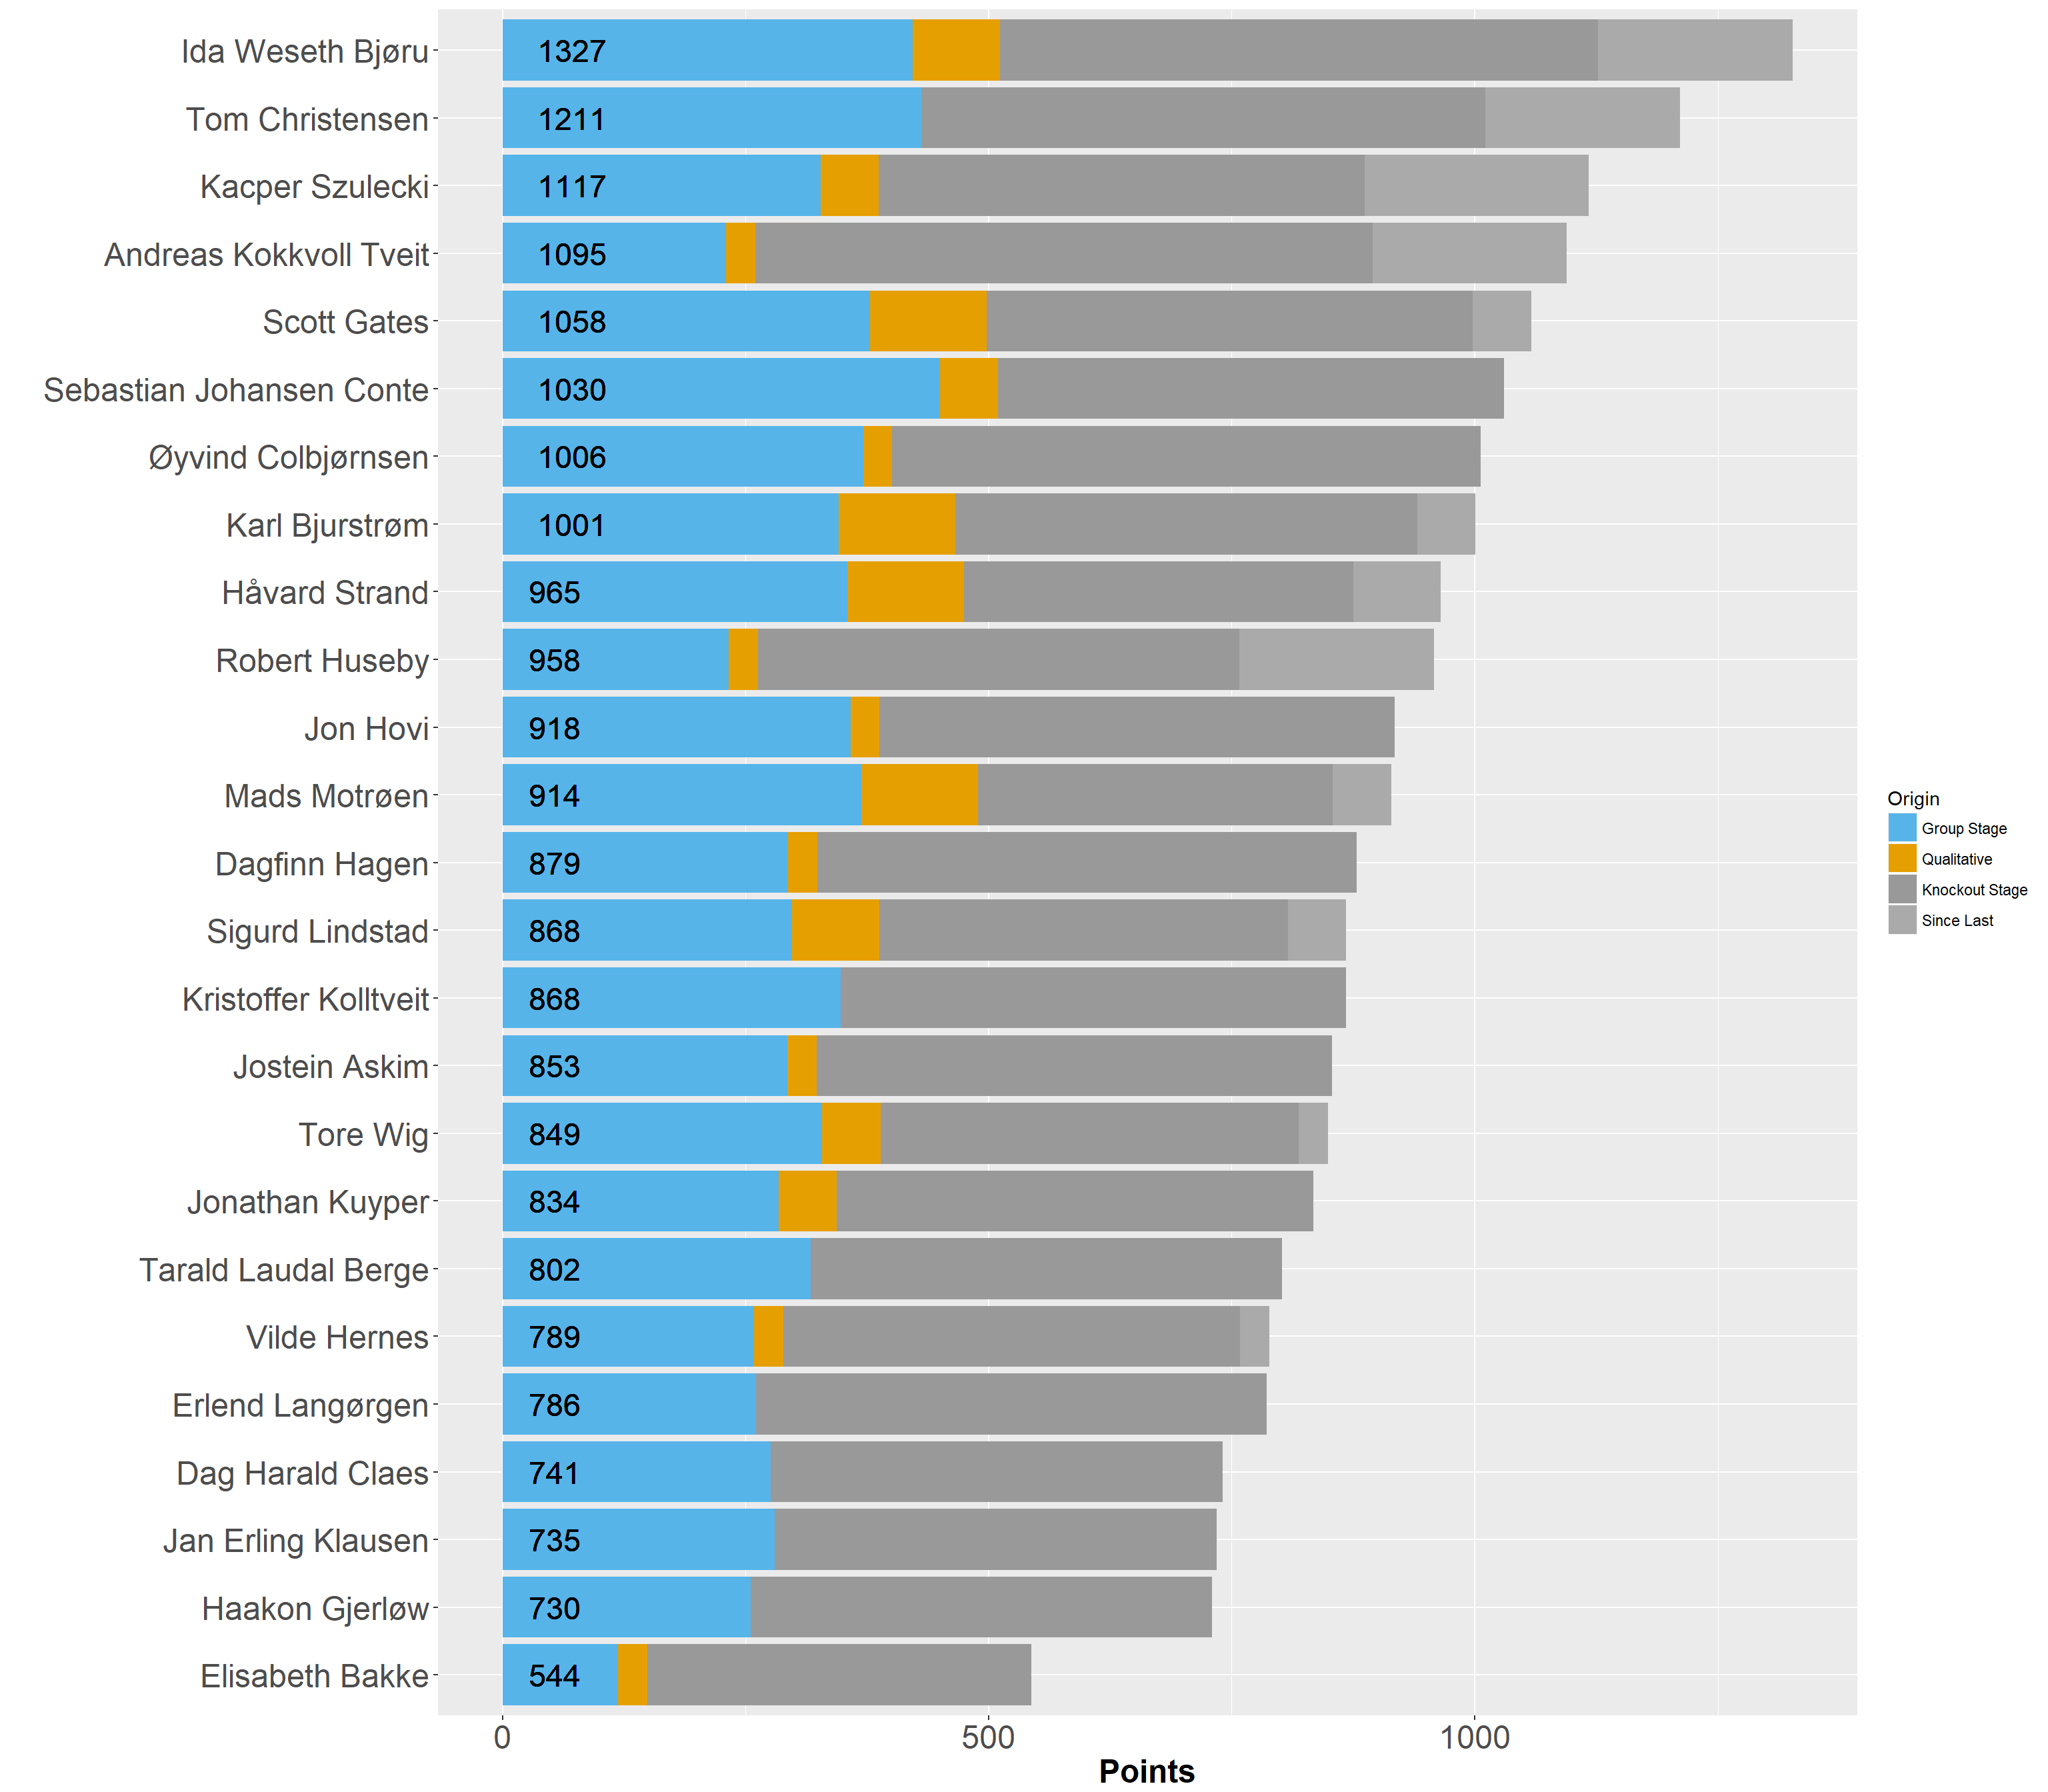 Ida Weseth Bjøru 1327
Tom Christensen 1211
Kacper Szulecki 1117
Andreas Kokkvoll Tveit 1095
Scott Gates 1058
Sebastian Johansen Conte 1030
Øyvind Colbjørnsen 1006
Karl Bjurstrøm 1001
Håvard Strand 965
Robert Huseby 958
Jon Hovi 918
Mads Motrøen 914
Dagfinn Hagen 879
Sigurd Lindstad 868
Kristoffer Kolltveit 868
Jostein Askim 853
Tore Wig 849
Jonathan Kuyper 834
Tarald Laudal Berge 802
Vilde Hernes 789
Erlend Langørgen 786
Dag Harald Claes 741
Jan Erling Klausen 735
Haakon Gjerløw 730
Elisabeth Bakke 544
0 500 1000
Points
Origin
Group Stage
Qualitative
Knockout Stage
Since Last